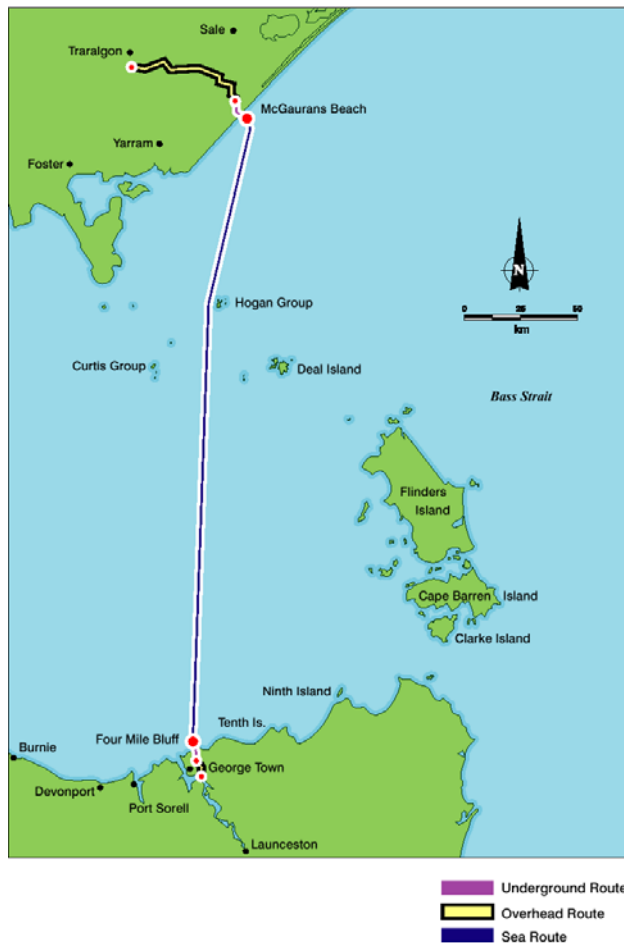 Sale
Traralgon
McGaurans Beach
Yarram
Foster
N
0 25 50
km
Hogan Group
Curtis Group
Deal Island
Bass Strait
Flinders
Island
Cape Barren Island
Clarke Island
Ninth Island
Tenth Is.
Four Mile Bluff
Burnie
George Town
Devonport
Port Sorell
Launceston
Underground Route
Overhead Route
Sea Route